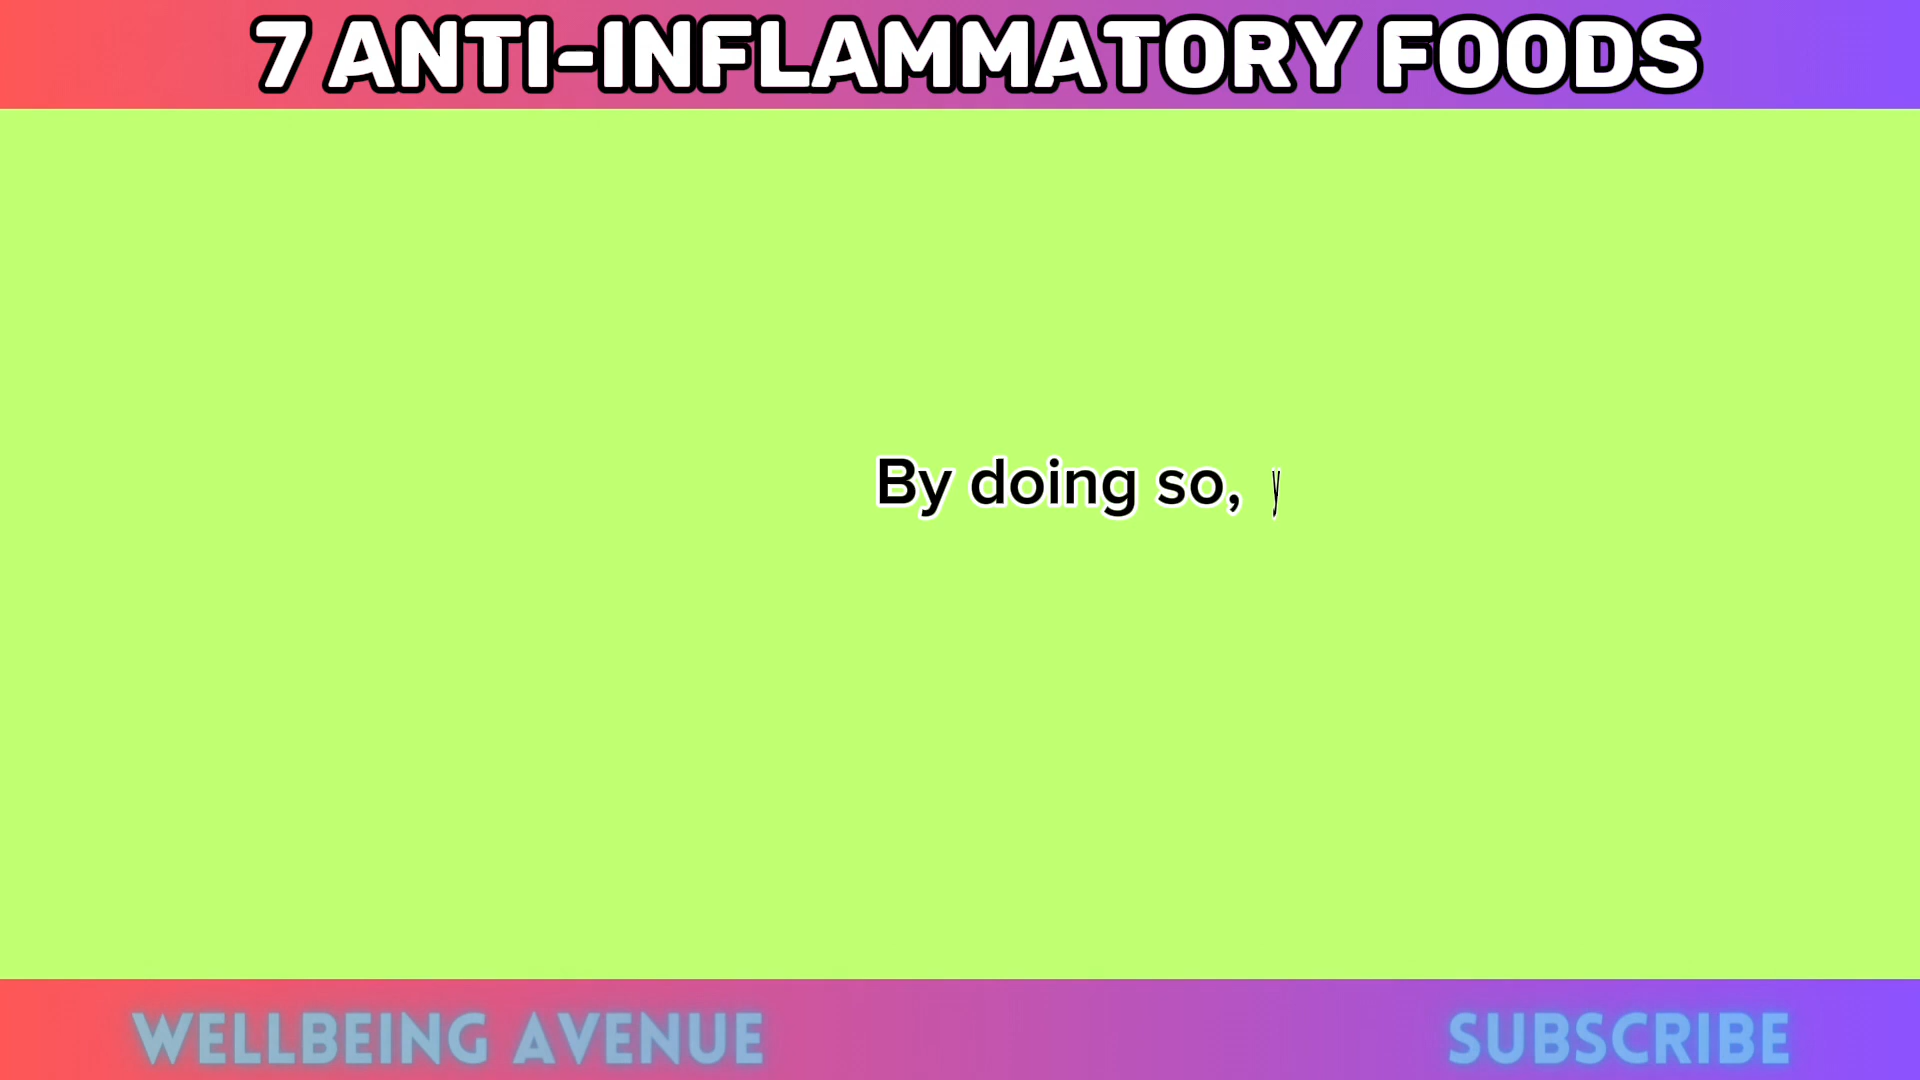 7 ANTI-INFLAMMATORY FOODS
By doing so, y
WELLBEING AVENUE
SUBSCRIBE